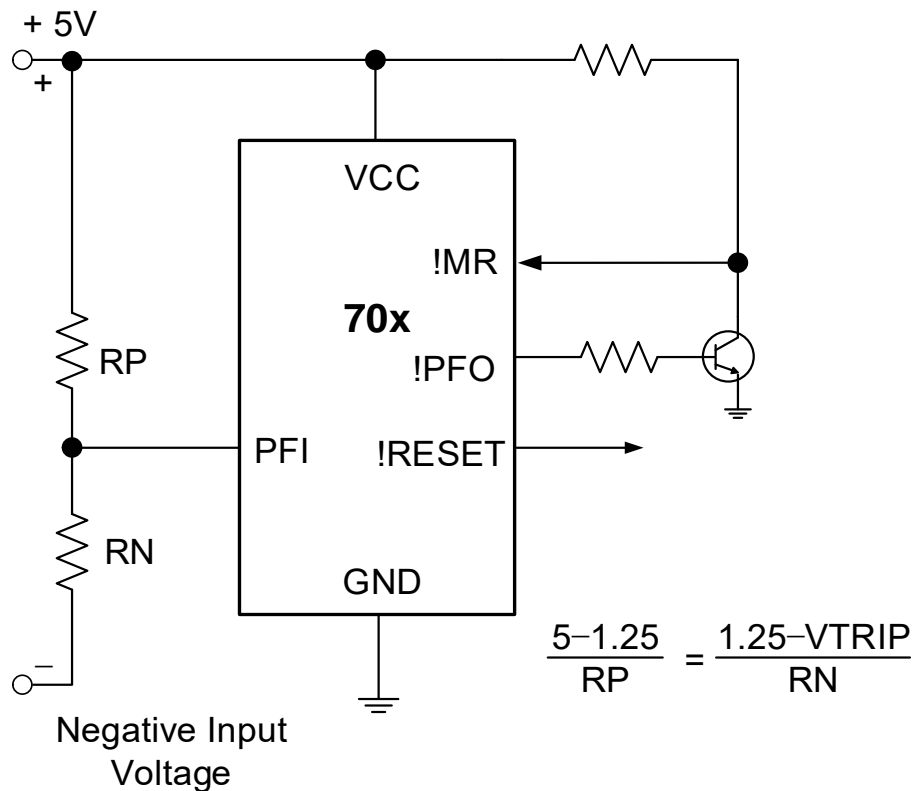 + 5V
+
VCC
!MR
70x
RP
!PFO
PFI
!RESET
RN
GND
5–1.25
RP
=
1.25–VTRIP
RN
–
Negative Input
Voltage